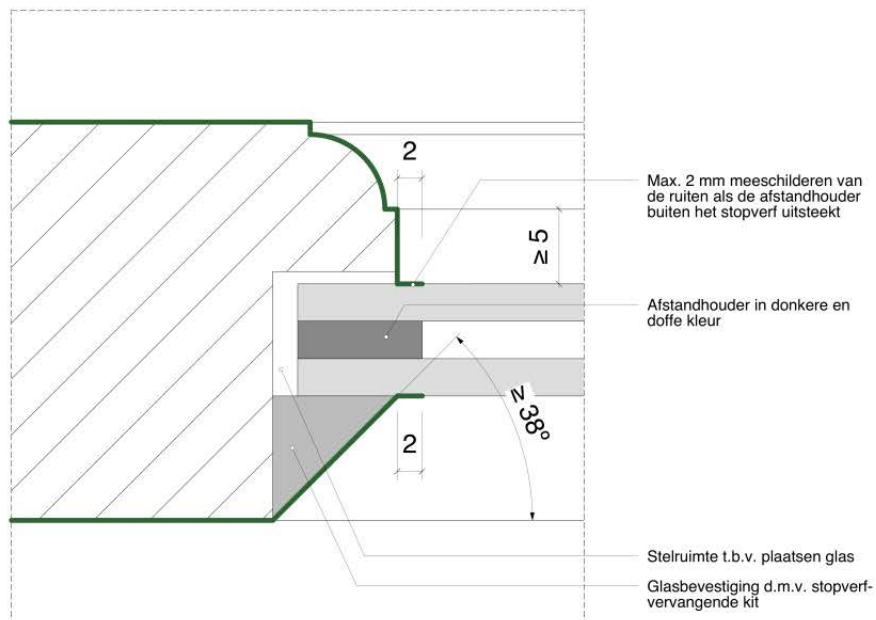 2
Max. 2 mm meeschilderen van
de ruiten als de afstandhouder
buiten het stopverf uitsteekt
≥ 5
Afstandhouder in donkere en
doffe kleur
≥ 38º
2
Stelruimte t.b.v. plaatsen glas
Glasbevestiging d.m.v. stopverf-
vervangende kit